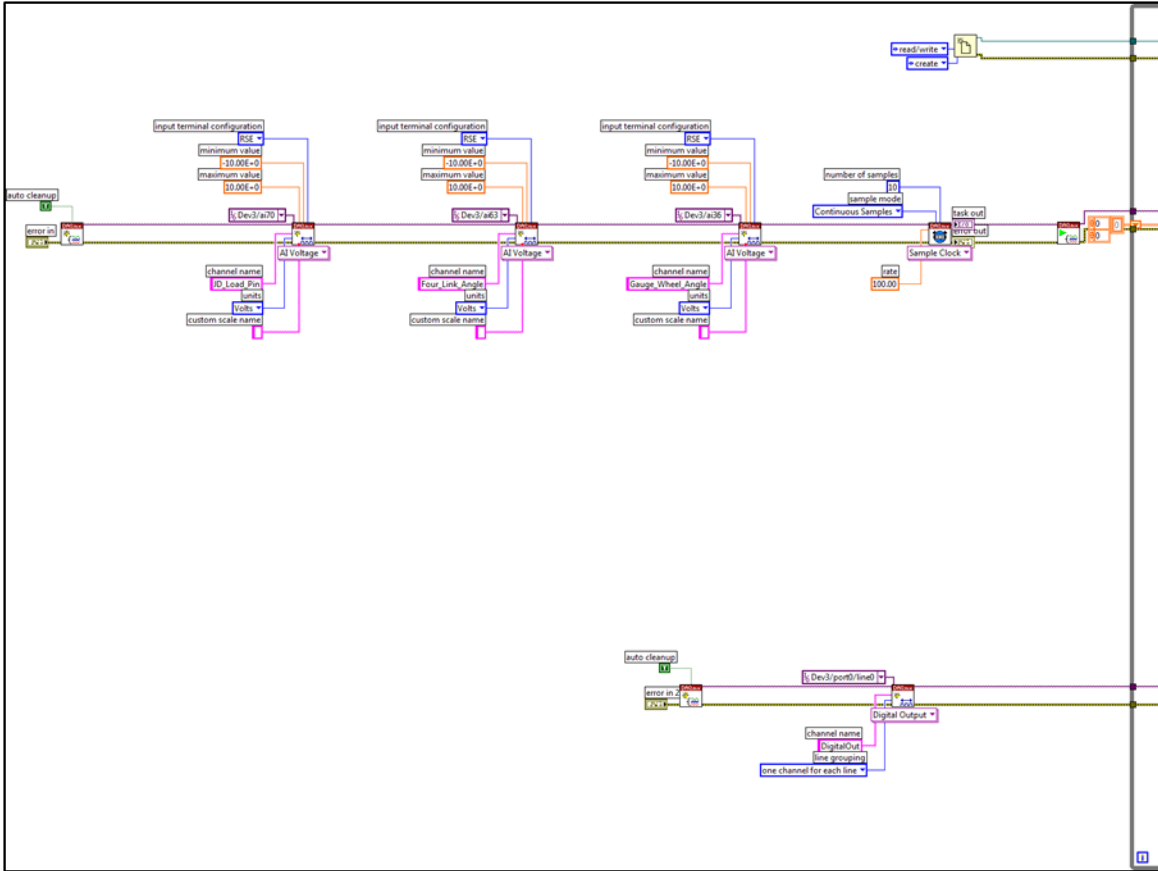 read/write
create
input terminal configuration
RSE
minimum value
-10.00E+0
maximum value
10.00E+0
input terminal configuration
RSE
minimum value
-10.00E+0
maximum value
10.00E+0
input terminal configuration
RSE
minimum value
-10.00E+0
maximum value
10.00E+0
number of samples
10
sample mode
Continuous Samples
auto cleanup
T
error in
Dev3/ai70
AI Voltage
Dev3/ai63
AI Voltage
Dev3/ai36
AI Voltage
task out
error out
Sample Clock
0
0
0
channel name
JD_Load_Pin
units
Volts
custom scale name
channel name
Four_Link_Angle
units
Volts
custom scale name
channel name
Gauge_Wheel_Angle
units
Volts
custom scale name
rate
100.00
auto cleanup
T
error in 2
Dev3/port0/line0
Digital Output
channel name
DigitalOut
line grouping
one channel for each line
i